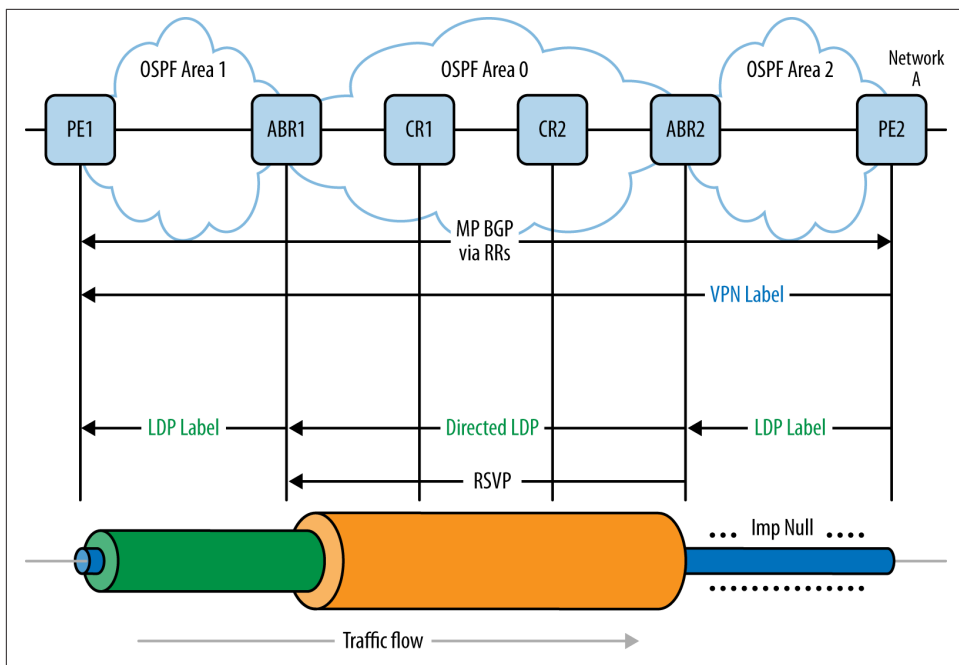 OSPF Area 1
OSPF Area 0
OSPF Area 2
Network
A
PE1
ABR1
CR1
CR2
ABR2
PE2
MP BGP
via RRs
VPN Label
LDP Label
Directed LDP
LDP Label
RSVP
Imp Null
Traffic flow